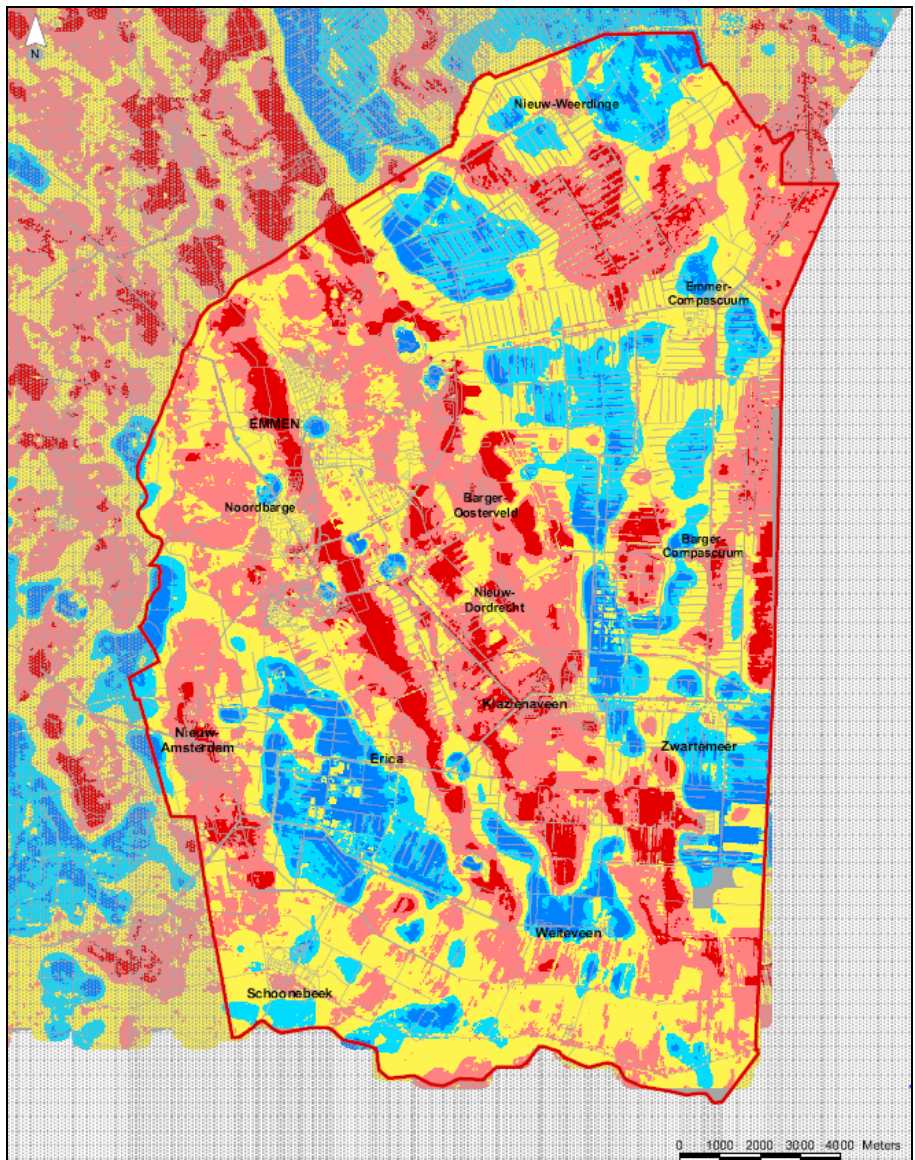 N
Nieuw-Weerdinge
Emmer-
Compascuum
EMMEN
Noordbarge
Barger-
Oosterveld
Barger-
Compascuum
Nieuw-
Dordrecht
Klazienaveen
Nieuw-
Amsterdam
Erica
Zwartemeer
Weiteveen
Schoonebeek
0 1000 2000 3000 4000 Meters